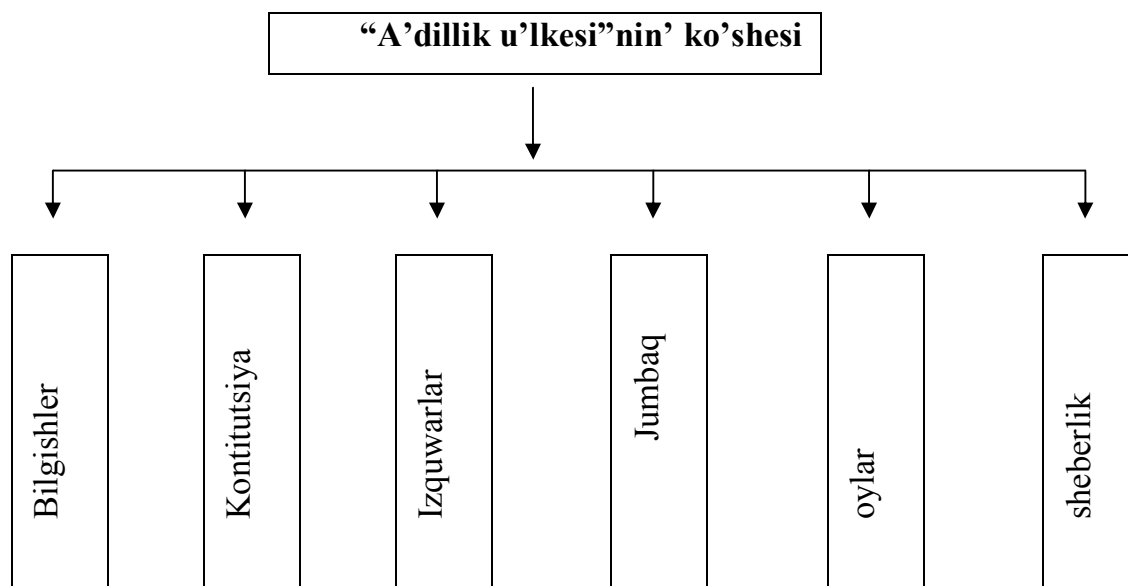 “A’dillik u’lkesi”nin’ ko’shesi
Bilgishler
Kontitutsiya
Izquwarlar
Jumbaq
oylar
sheberlik